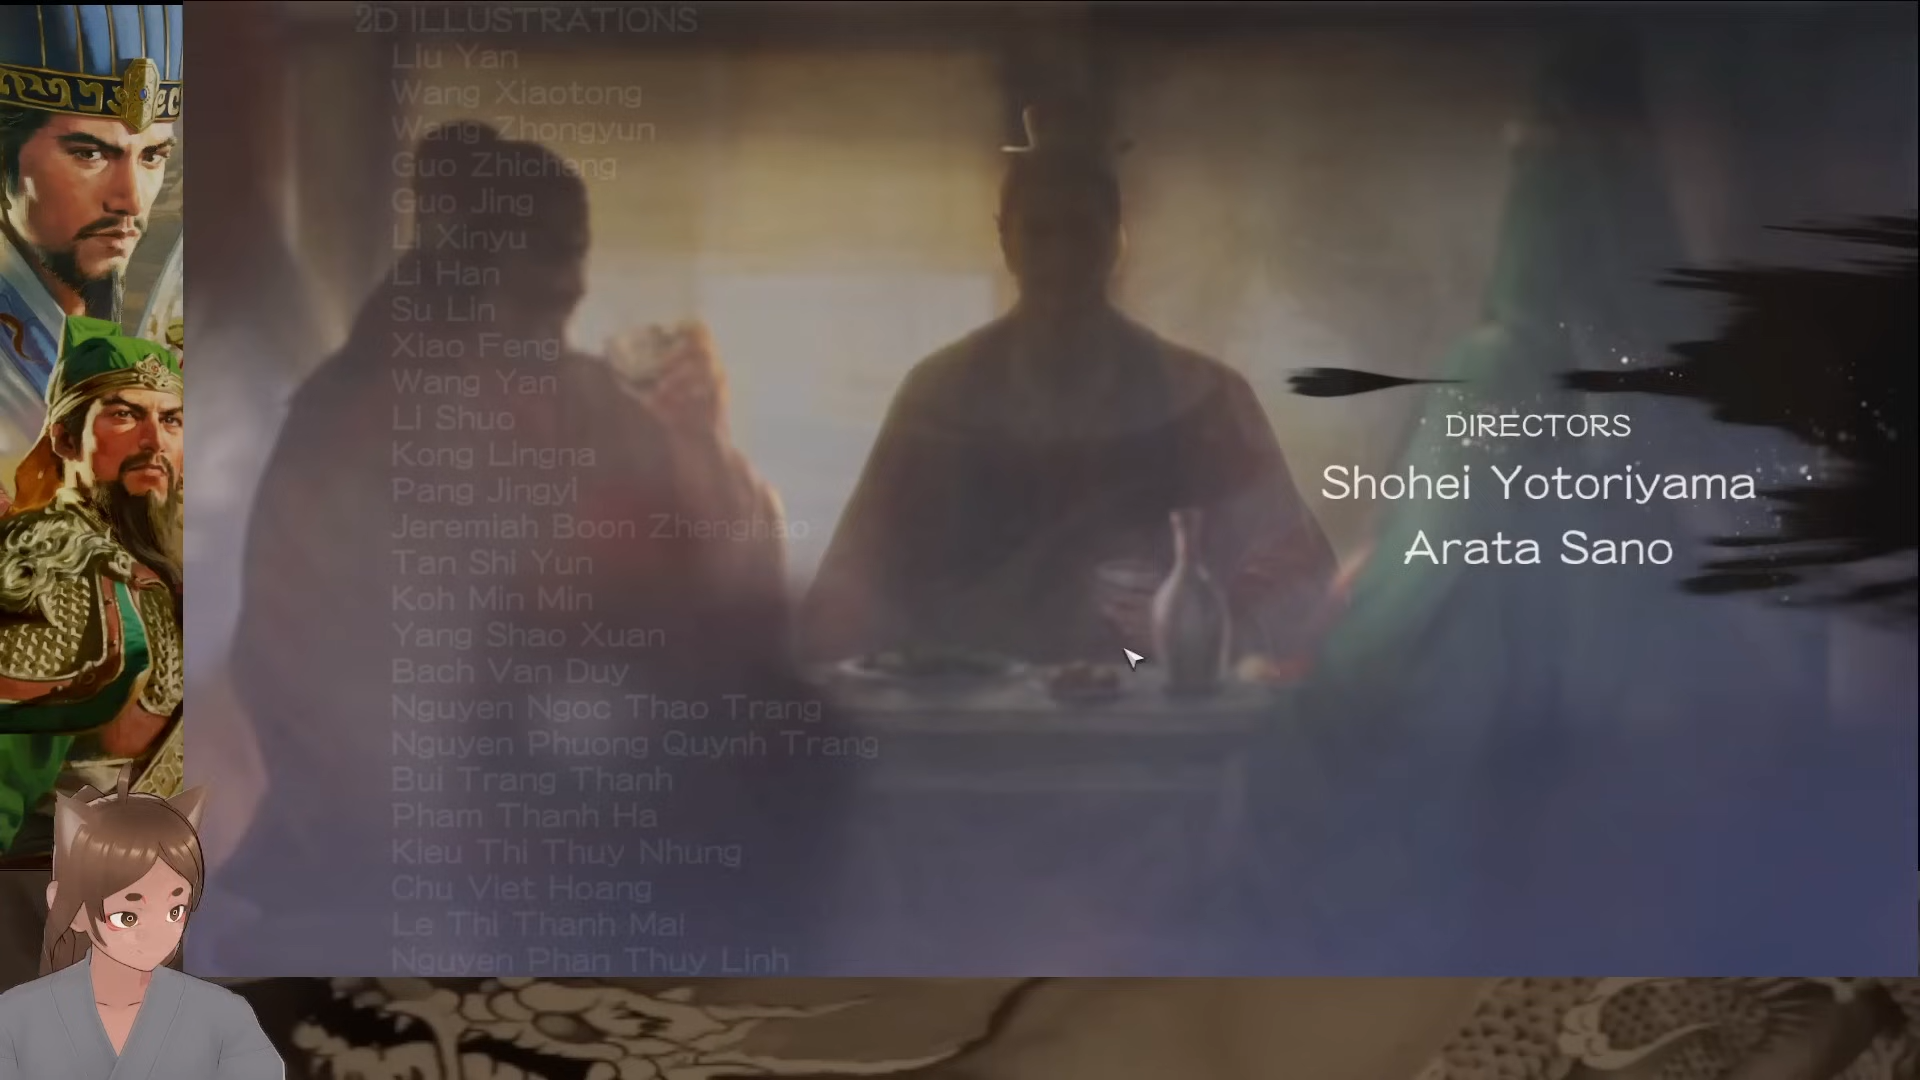 2D ILLUSTRATIONS
Liu Yan
Wang Xiaotong
Wang Zhongyun
Guo Zhicheng
Guo Jing
Li Xinyu
Li Han
Su Lin
Xiao Feng
Wang Yan
Li Shuo
Kong Lingna
Pang Jingyi
Jeremiah Boon Zhenghao
Tan Shi Yun
Koh Min Min
Yang Shao Xuan
Bach Van Duy
Nguyen Ngoc Thao Trang
Nguyen Phuong Quynh Trang
Bui Trang Thanh
Pham Thanh Ha
Kieu Thi Thuy Nhung
Chu Viet Hoang
Le Thi Thanh Mai
Nguyen Phan Thuy Linh
DIRECTORS
Shohei Yotoriyama
Arata Sano